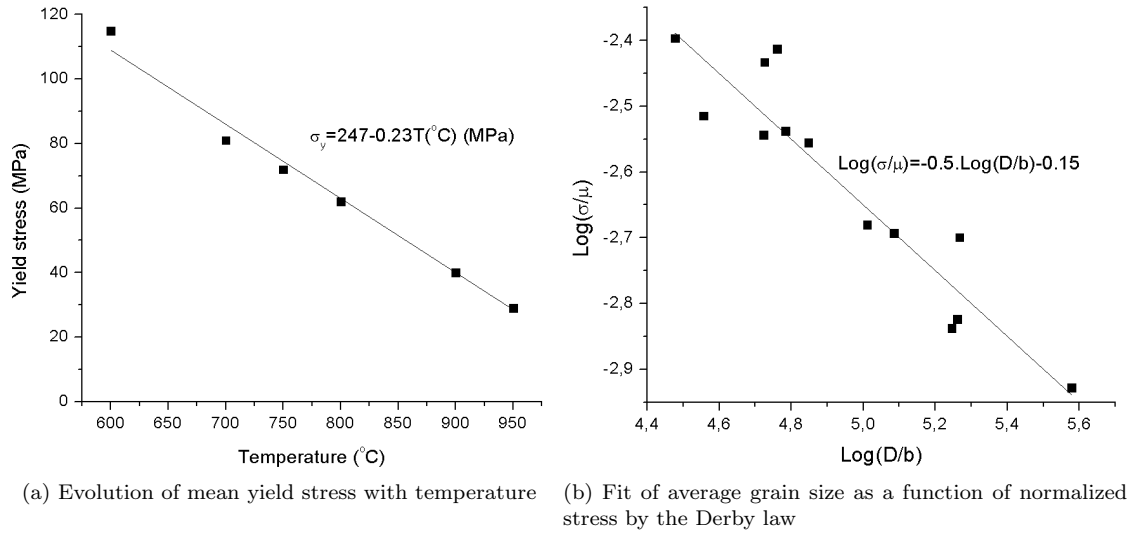 120
100
80
60
40
20
0
Yield stress (MPa)
σy=247-0.23T(°C) (MPa)
600 650 700 750 800 850 900 950
Temperature (°C)
(a) Evolution of mean yield stress with temperature
-2,4
-2,5
-2,6
-2,7
-2,8
-2,9
Log(σ/μ)
Log(σ/μ)=-0.5.Log(D/b)-0.15
4,4 4,6 4,8 5,0 5,2 5,4 5,6
Log(D/b)
(b) Fit of average grain size as a function of normalized
stress by the Derby law